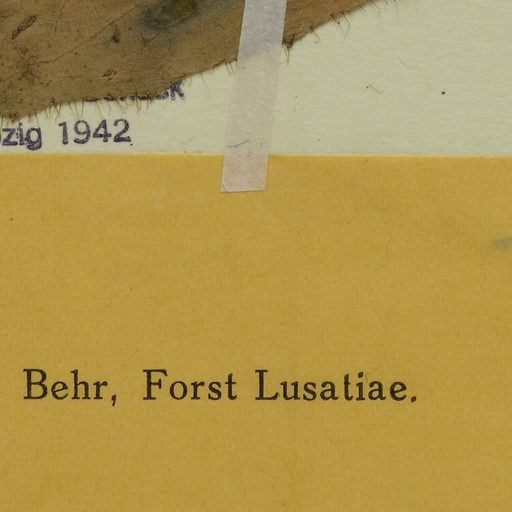 zig 1942
Behr, Forst Lusatiae.